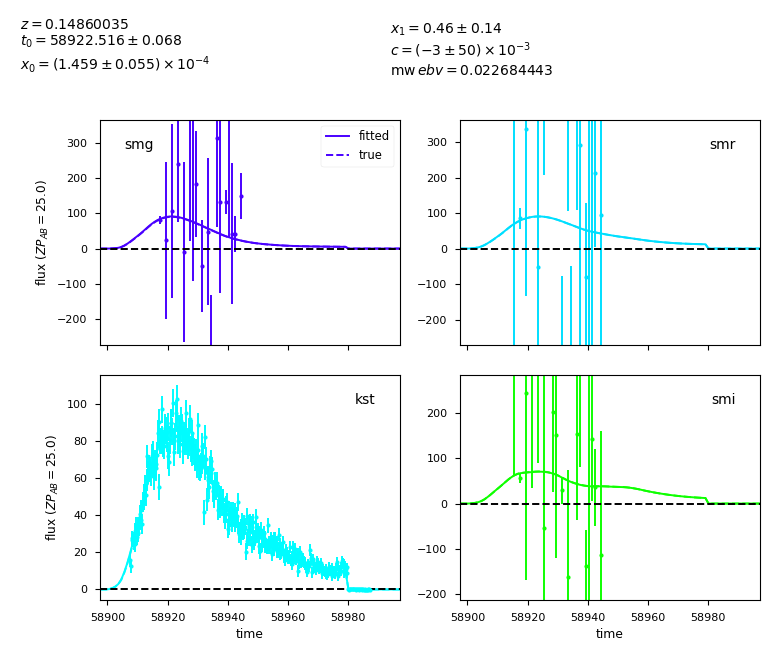 z = 0.14860035
t₀ = 58922.516 ± 0.068
x₀ = (1.459 ± 0.055) × 10⁻⁴
x₁ = 0.46 ± 0.14
c = (−3 ± 50) × 10⁻³
mw ebv = 0.022684443
smg
fitted
true
300
200
100
0
−100
−200
flux (ZP_AB = 25.0)
smr
300
200
100
0
−100
−200
kst
100
80
60
40
20
0
flux (ZP_AB = 25.0)
58900 58920 58940 58960 58980
time
smi
200
100
0
−100
−200
58900 58920 58940 58960 58980
time